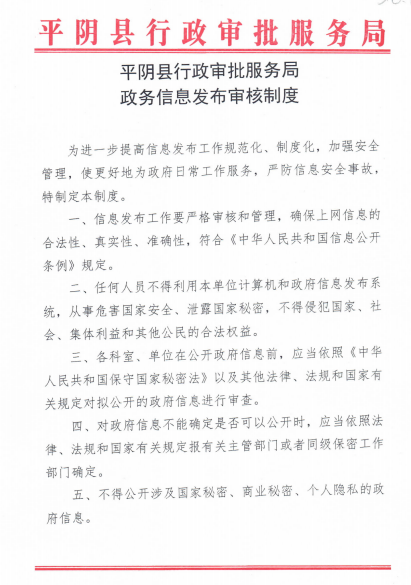 平阴县行政审批服务局
平阴县行政审批服务局
政务信息发布审核制度
为进一步提高信息发布工作规范化、制度化，加强安全
管理，使更好地为政府日常工作服务，严防信息安全事故，
特制定本制度。
一、信息发布工作要严格审核和管理，确保上网信息的
合法性、真实性、准确性，符合《中华人民共和国信息公开
条例》规定。
二、任何人员不得利用本单位计算机和政府信息发布系
统，从事危害国家安全、泄露国家秘密，不得侵犯国家、社
会、集体利益和其他公民的合法权益。
三、各科室、单位在公开政府信息前，应当依照《中华
人民共和国保守国家秘密法》以及其他法律、法规和国家有
关规定对拟公开的政府信息进行审查。
四、对政府信息不能确定是否可以公开时，应当依照法
律、法规和国家有关规定报有关主管部门或者同级保密工作
部门确定。
五、不得公开涉及国家秘密、商业秘密、个人隐私的政
府信息。